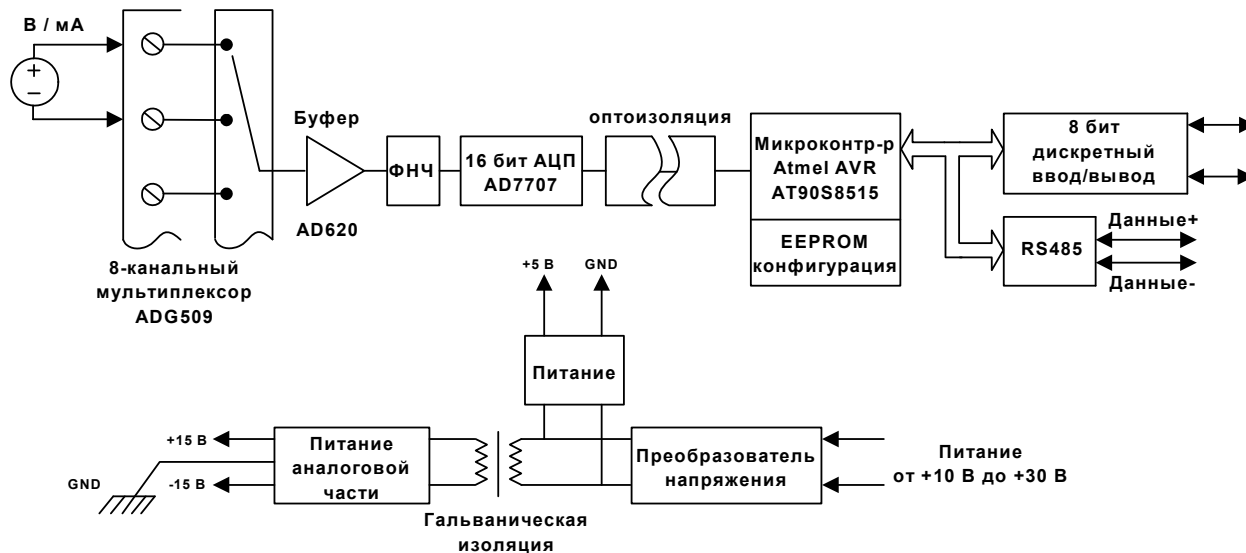 В / мА
+
−
Буфер
AD620
ФНЧ
16 бит АЦП
AD7707
оптоизоляция
Микроконтр-р
Atmel AVR
AT90S8515
EEPROM
конфигурация
8 бит
дискретный
ввод/вывод
RS485
Данные+
Данные-
8-канальный
мультиплексор
ADG509
+5 В
GND
Питание
+15 В
-15 В
GND
Питание
аналоговой
части
Гальваническая
изоляция
Преобразователь
напряжения
Питание
от +10 В до +30 В